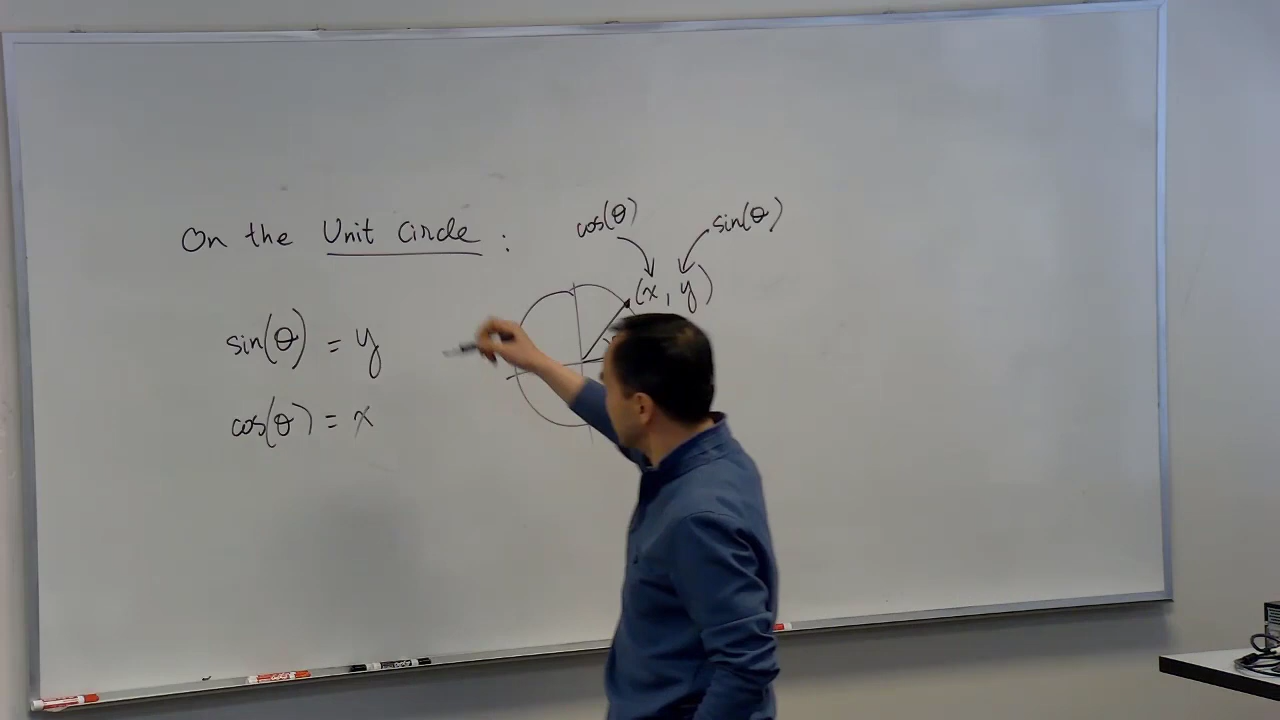 On the Unit Circle :
cos(θ) sin(θ)
(x, y)
sin(θ) = y
cos(θ) = x